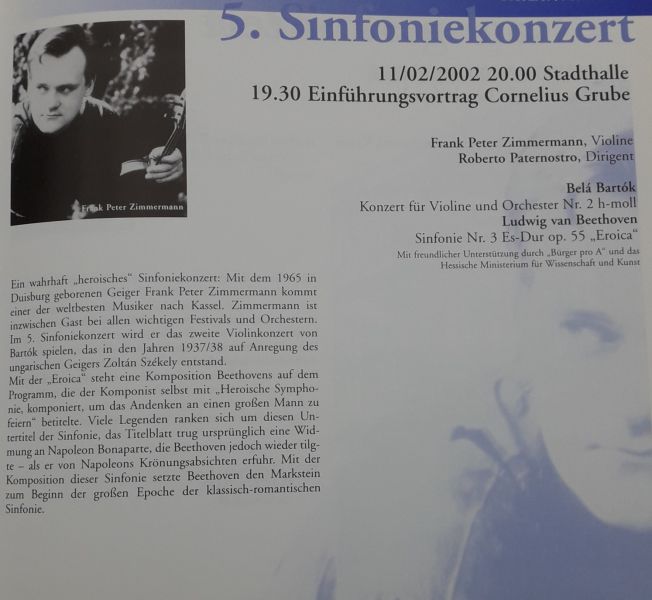 5. Sinfoniekonzert
11/02/2002 20.00 Stadthalle
19.30 Einführungsvortrag Cornelius Grube
Frank Peter Zimmermann, Violine
Roberto Paternostro, Dirigent
Belá Bartók
Konzert für Violine und Orchester Nr. 2 h-moll
Ludwig van Beethoven
Sinfonie Nr. 3 Es-Dur op. 55 „Eroica“
Mit freundlicher Unterstützung durch „Bürger pro A“ und das
Hessische Ministerium für Wissenschaft und Kunst
Frank Peter Zimmermann
Ein wahrhaft „heroisches“ Sinfoniekonzert: Mit dem 1965 in
Duisburg geborenen Geiger Frank Peter Zimmermann kommt
einer der weltbesten Musiker nach Kassel. Zimmermann ist
inzwischen Gast bei allen wichtigen Festivals und Orchestern.
Im 5. Sinfoniekonzert wird er das zweite Violinkonzert von
Bartók spielen, das in den Jahren 1937/38 auf Anregung des
ungarischen Geigers Zoltán Székely entstand.
Mit der „Eroica“ steht eine Komposition Beethovens auf dem
Programm, die der Komponist selbst mit „Heroische Sympho-
nie, komponiert, um das Andenken an einen großen Mann zu
feiern“ betitelte. Viele Legenden ranken sich um diesen Un-
tertitel der Sinfonie, das Titelblatt trug ursprünglich eine Wid-
mung an Napoleon Bonaparte, die Beethoven jedoch wieder tilg-
te – als er von Napoleons Krönungsabsichten erfuhr. Mit der
Komposition dieser Sinfonie setzte Beethoven den Markstein
zum Beginn der großen Epoche der klassisch-romantischen
Sinfonie.